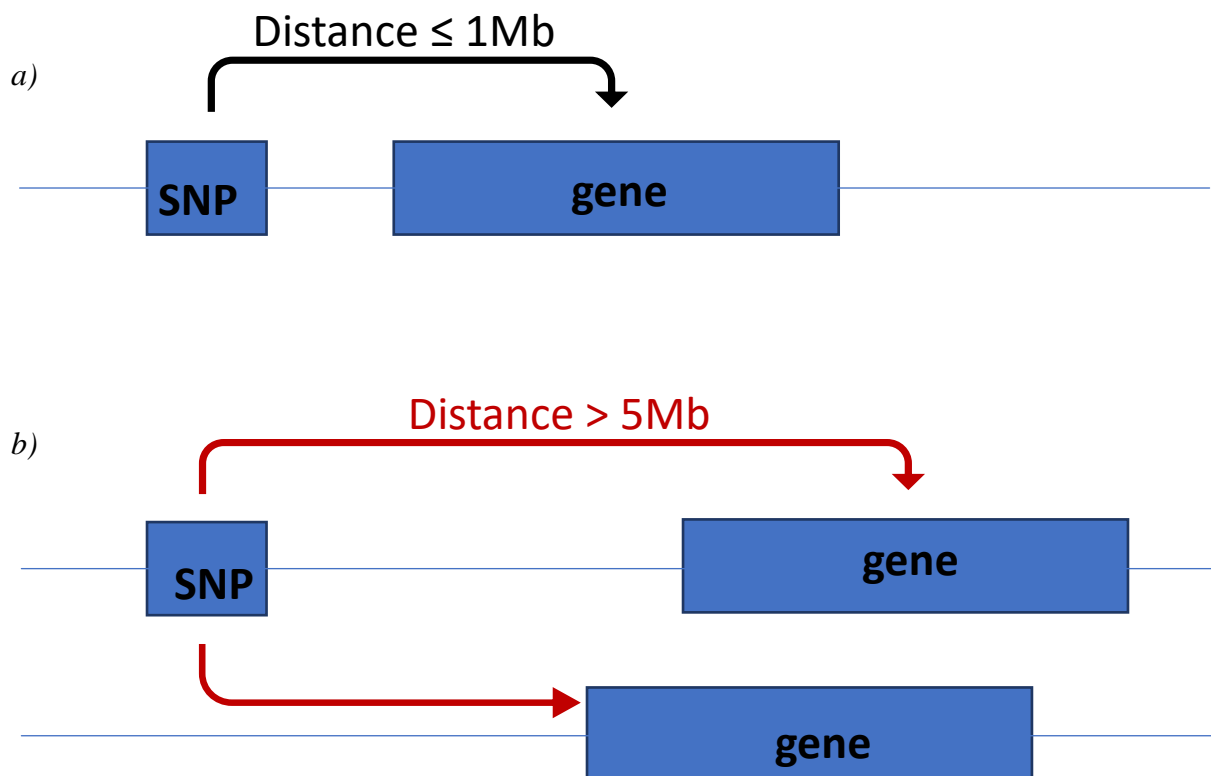 Distance ≤ 1Mb
a)
SNP
gene
Distance > 5Mb
b)
SNP
gene
gene